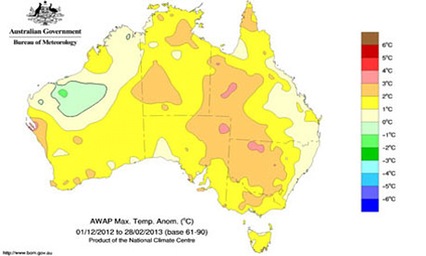 Australian Government
Bureau of Meteorology
6°C
5°C
4°C
3°C
2°C
1°C
0°C
-1°C
-2°C
-3°C
-4°C
-5°C
-6°C
AWAP Max. Temp. Anom. (°C)
01/12/2012 to 28/02/2013 (base 61-90)
Product of the National Climate Centre
http://www.bom.gov.au